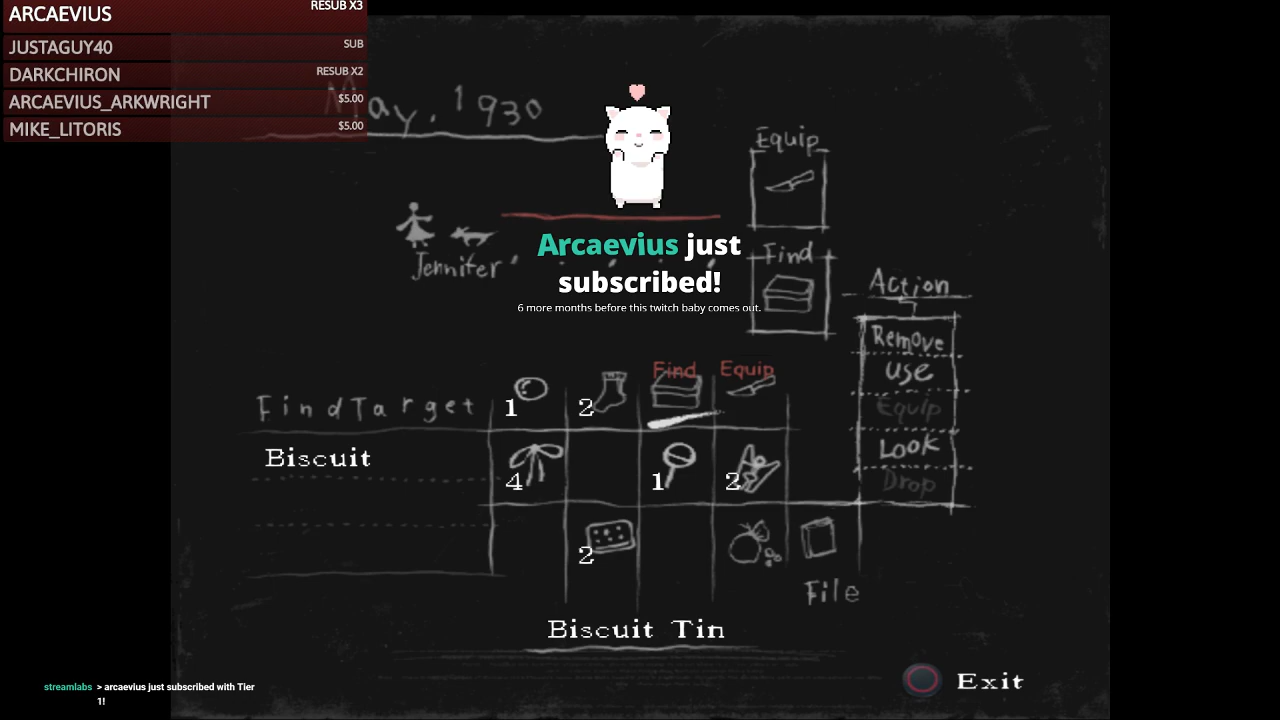 ARCAEVIUS RESUB X3
JUSTAGUY40 SUB
DARKCHIRON RESUB X2
ARCAEVIUS_ARKWRIGHT $5.00
MIKE_LITORIS $5.00
May, 1930
Equip
Jennifer
Arcaevius just
subscribed!
6 more months before this twitch baby comes out.
Find
Action
Remove
Use
Equip
Look
Drop
Find Equip
FindTarget 1 2
Biscuit 4 1 2
2
File
Biscuit Tin
Exit
streamlabs > arcaevius just subscribed with Tier
1!